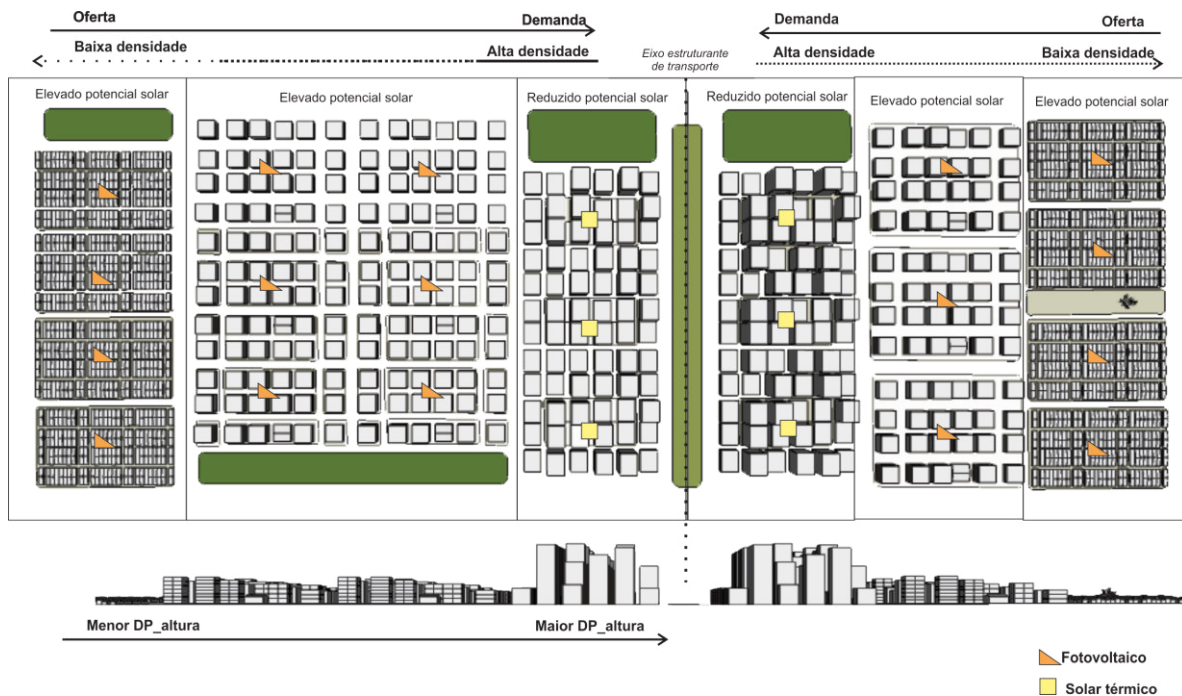 Oferta
Demanda
Demanda
Oferta
Baixa densidade
Alta densidade
Eixo estruturante
de transporte
Alta densidade
Baixa densidade
Elevado potencial solar
Elevado potencial solar
Reduzido potencial solar
Reduzido potencial solar
Elevado potencial solar
Elevado potencial solar
Menor DP_altura
Maior DP_altura
Fotovoltaico
Solar térmico